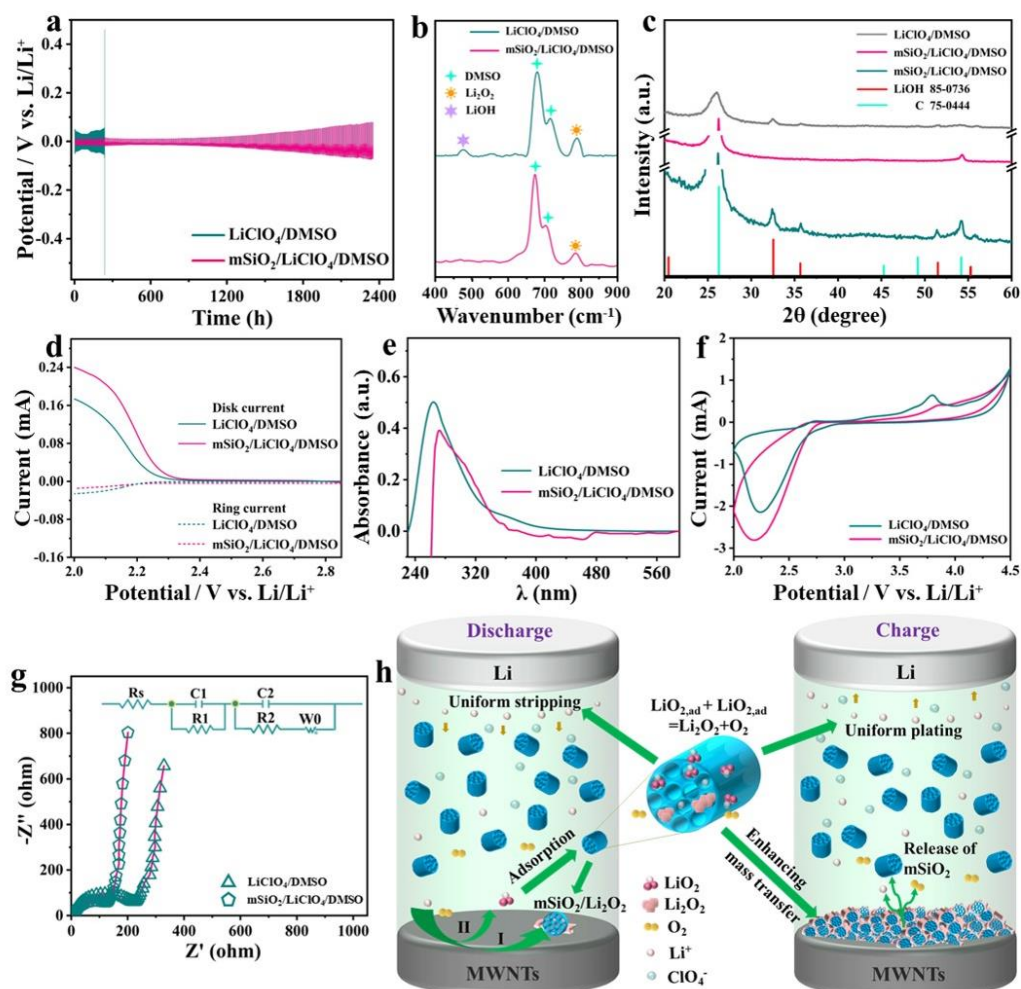 a
Potential / V vs. Li/Li⁺
0.4
0.2
0.0
-0.2
-0.4
LiClO₄/DMSO
mSiO₂/LiClO₄/DMSO
0 600 1200 1800 2400
Time (h)
b
LiClO₄/DMSO
mSiO₂/LiClO₄/DMSO
DMSO
Li₂O₂
LiOH
DMSO
400 500 600 700 800 900
Wavenumber (cm⁻¹)
c
Intensity (a.u.)
LiClO₄/DMSO
mSiO₂/LiClO₄/DMSO
mSiO₂/LiClO₄/DMSO
LiOH 85-0736
C 75-0444
20 25 30 35 40 45 50 55 60
2θ (degree)
d
Current (mA)
0.24
0.16
0.08
0.00
-0.08
-0.16
Disk current
LiClO₄/DMSO
mSiO₂/LiClO₄/DMSO
Ring current
LiClO₄/DMSO
mSiO₂/LiClO₄/DMSO
2.0 2.2 2.4 2.6 2.8
Potential / V vs. Li/Li⁺
e
Absorbance (a.u.)
0.6
0.4
0.2
0.0
LiClO₄/DMSO
mSiO₂/LiClO₄/DMSO
240 320 400 480 560
λ (nm)
f
Current (mA)
2
1
0
-1
-2
-3
LiClO₄/DMSO
mSiO₂/LiClO₄/DMSO
2.0 2.5 3.0 3.5 4.0 4.5
Potential / V vs. Li/Li⁺
g
-Z'' (ohm)
1000
800
600
400
200
0
Rs C1 C2
R1 R2 W0
LiClO₄/DMSO
mSiO₂/LiClO₄/DMSO
0 200 400 600 800 1000
Z' (ohm)
h
Discharge
Li
Uniform stripping
Adsorption
mSiO₂/Li₂O₂
II
I
MWNTs
LiO₂,ad + LiO₂,ad
=Li₂O₂+O₂
Enhancing
mass transfer
LiO₂
Li₂O₂
O₂
Li⁺
ClO₄⁻
Charge
Li
Uniform plating
Release of
mSiO₂
MWNTs